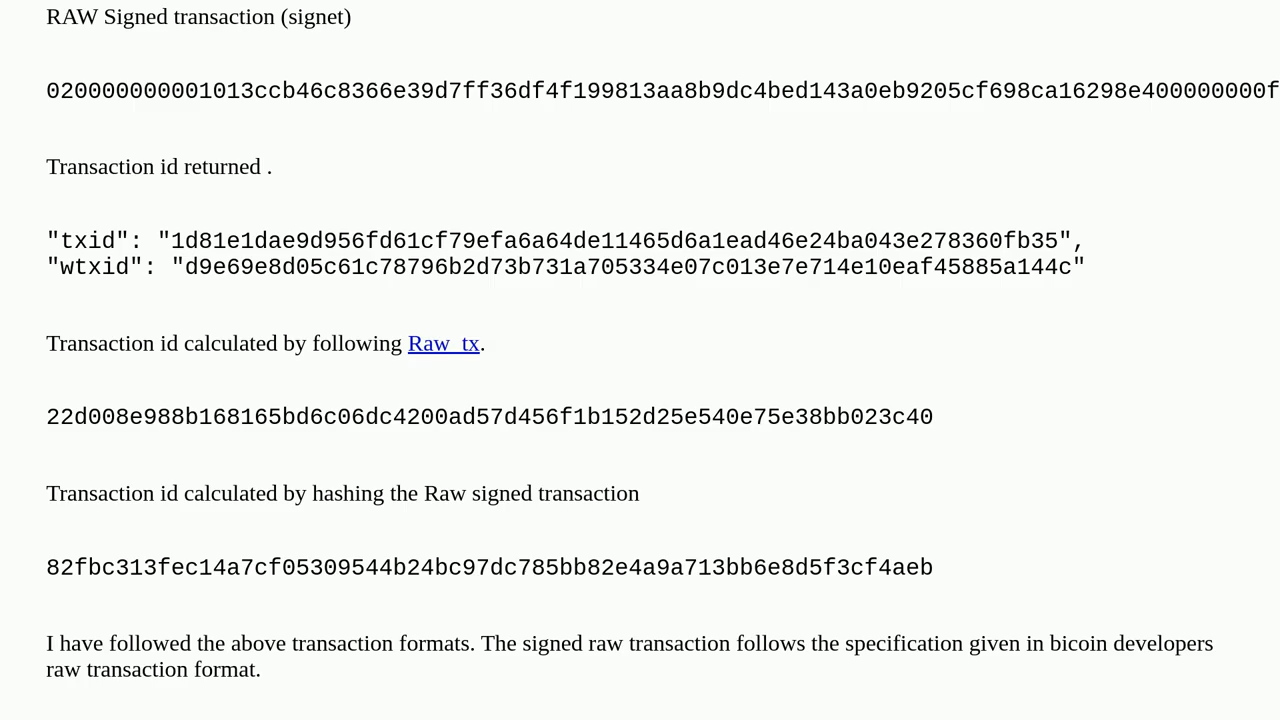 RAW Signed transaction (signet)
020000000001013ccb46c8366e39d7ff36df4f199813aa8b9dc4bed143a0eb9205cf698ca16298e400000000f
Transaction id returned .
"txid": "1d81e1dae9d956fd61cf79efa6a64de11465d6a1ead46e24ba043e278360fb35",
"wtxid": "d9e69e8d05c61c78796b2d73b731a705334e07c013e7e714e10eaf45885a144c"
Transaction id calculated by following Raw_tx.
22d008e988b168165bd6c06dc4200ad57d456f1b152d25e540e75e38bb023c40
Transaction id calculated by hashing the Raw signed transaction
82fbc313fec14a7cf05309544b24bc97dc785bb82e4a9a713bb6e8d5f3cf4aeb
I have followed the above transaction formats. The signed raw transaction follows the specification given in bicoin developers
raw transaction format.